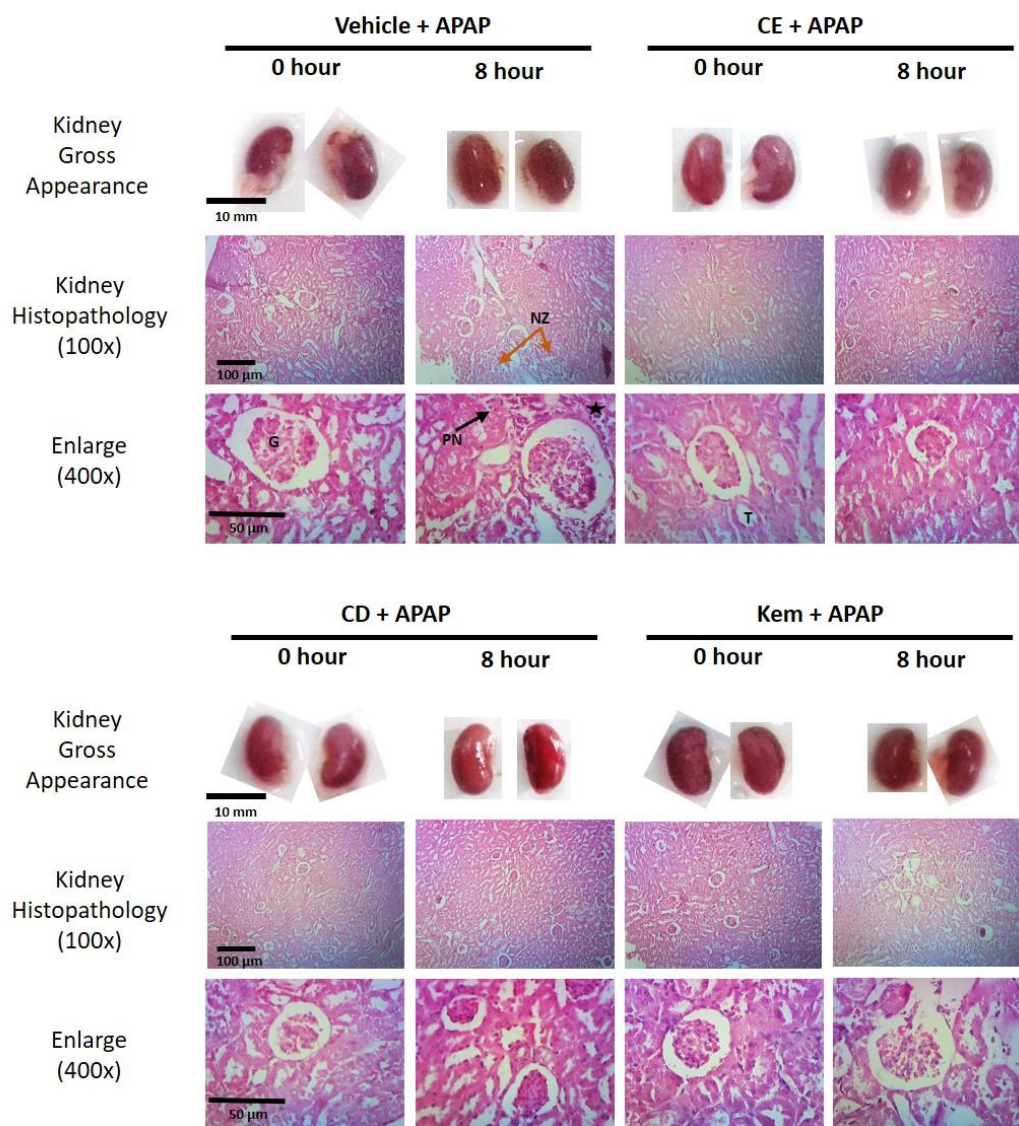 Vehicle + APAP
CE + APAP
0 hour
8 hour
0 hour
8 hour
Kidney
Gross
Appearance
10 mm
Kidney
Histopathology
(100x)
NZ
100 µm
Enlarge
(400x)
G
PN
T
50 µm
CD + APAP
Kem + APAP
0 hour
8 hour
0 hour
8 hour
Kidney
Gross
Appearance
10 mm
Kidney
Histopathology
(100x)
100 µm
Enlarge
(400x)
50 µm